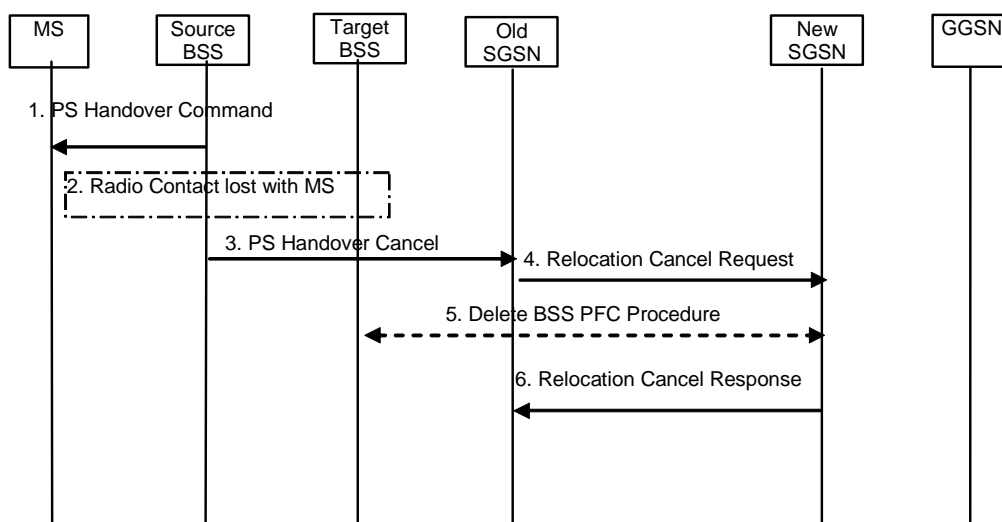 MS
Source
BSS
Target
BSS
Old
SGSN
New
SGSN
GGSN
1. PS Handover Command
2. Radio Contact lost with MS
3. PS Handover Cancel
4. Relocation Cancel Request
5. Delete BSS PFC Procedure
6. Relocation Cancel Response